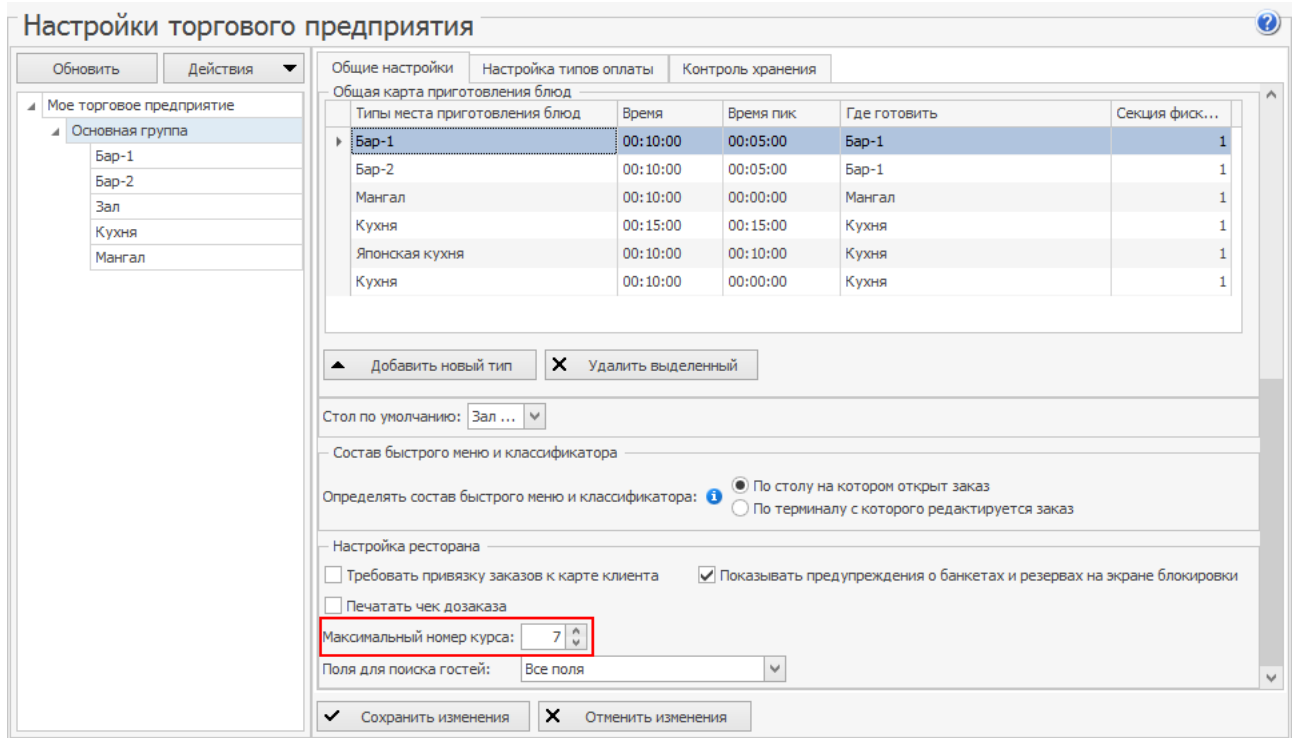 Настройки торгового предприятия
Обновить Действия
Мое торговое предприятие
Основная группа
Бар-1
Бар-2
Зал
Кухня
Мангал
Общие настройки Настройка типов оплаты Контроль хранения
Общая карта приготовления блюд
Типы места приготовления блюд Время Время пик Где готовить Секция фиск...
Бар-1 00:10:00 00:05:00 Бар-1 1
Бар-2 00:10:00 00:05:00 Бар-1 1
Мангал 00:10:00 00:00:00 Мангал 1
Кухня 00:15:00 00:15:00 Кухня 1
Японская кухня 00:10:00 00:10:00 Кухня 1
Кухня 00:10:00 00:00:00 Кухня 1
Добавить новый тип Удалить выделенный
Стол по умолчанию: Зал ...
Состав быстрого меню и классификатора
Определять состав быстрого меню и классификатора:
По столу на котором открыт заказ
По терминалу с которого редактируется заказ
Настройка ресторана
Требовать привязку заказов к карте клиента Показывать предупреждения о банкетах и резервах на экране блокировки
Печатать чек дозаказа
Максимальный номер курса: 7
Поля для поиска гостей: Все поля
Сохранить изменения Отменить изменения